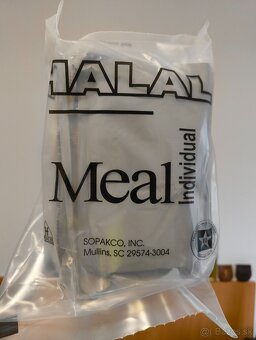 HALAL
Meal
Individual
SOPAKCO, INC.
Mullins, SC 29574-3004